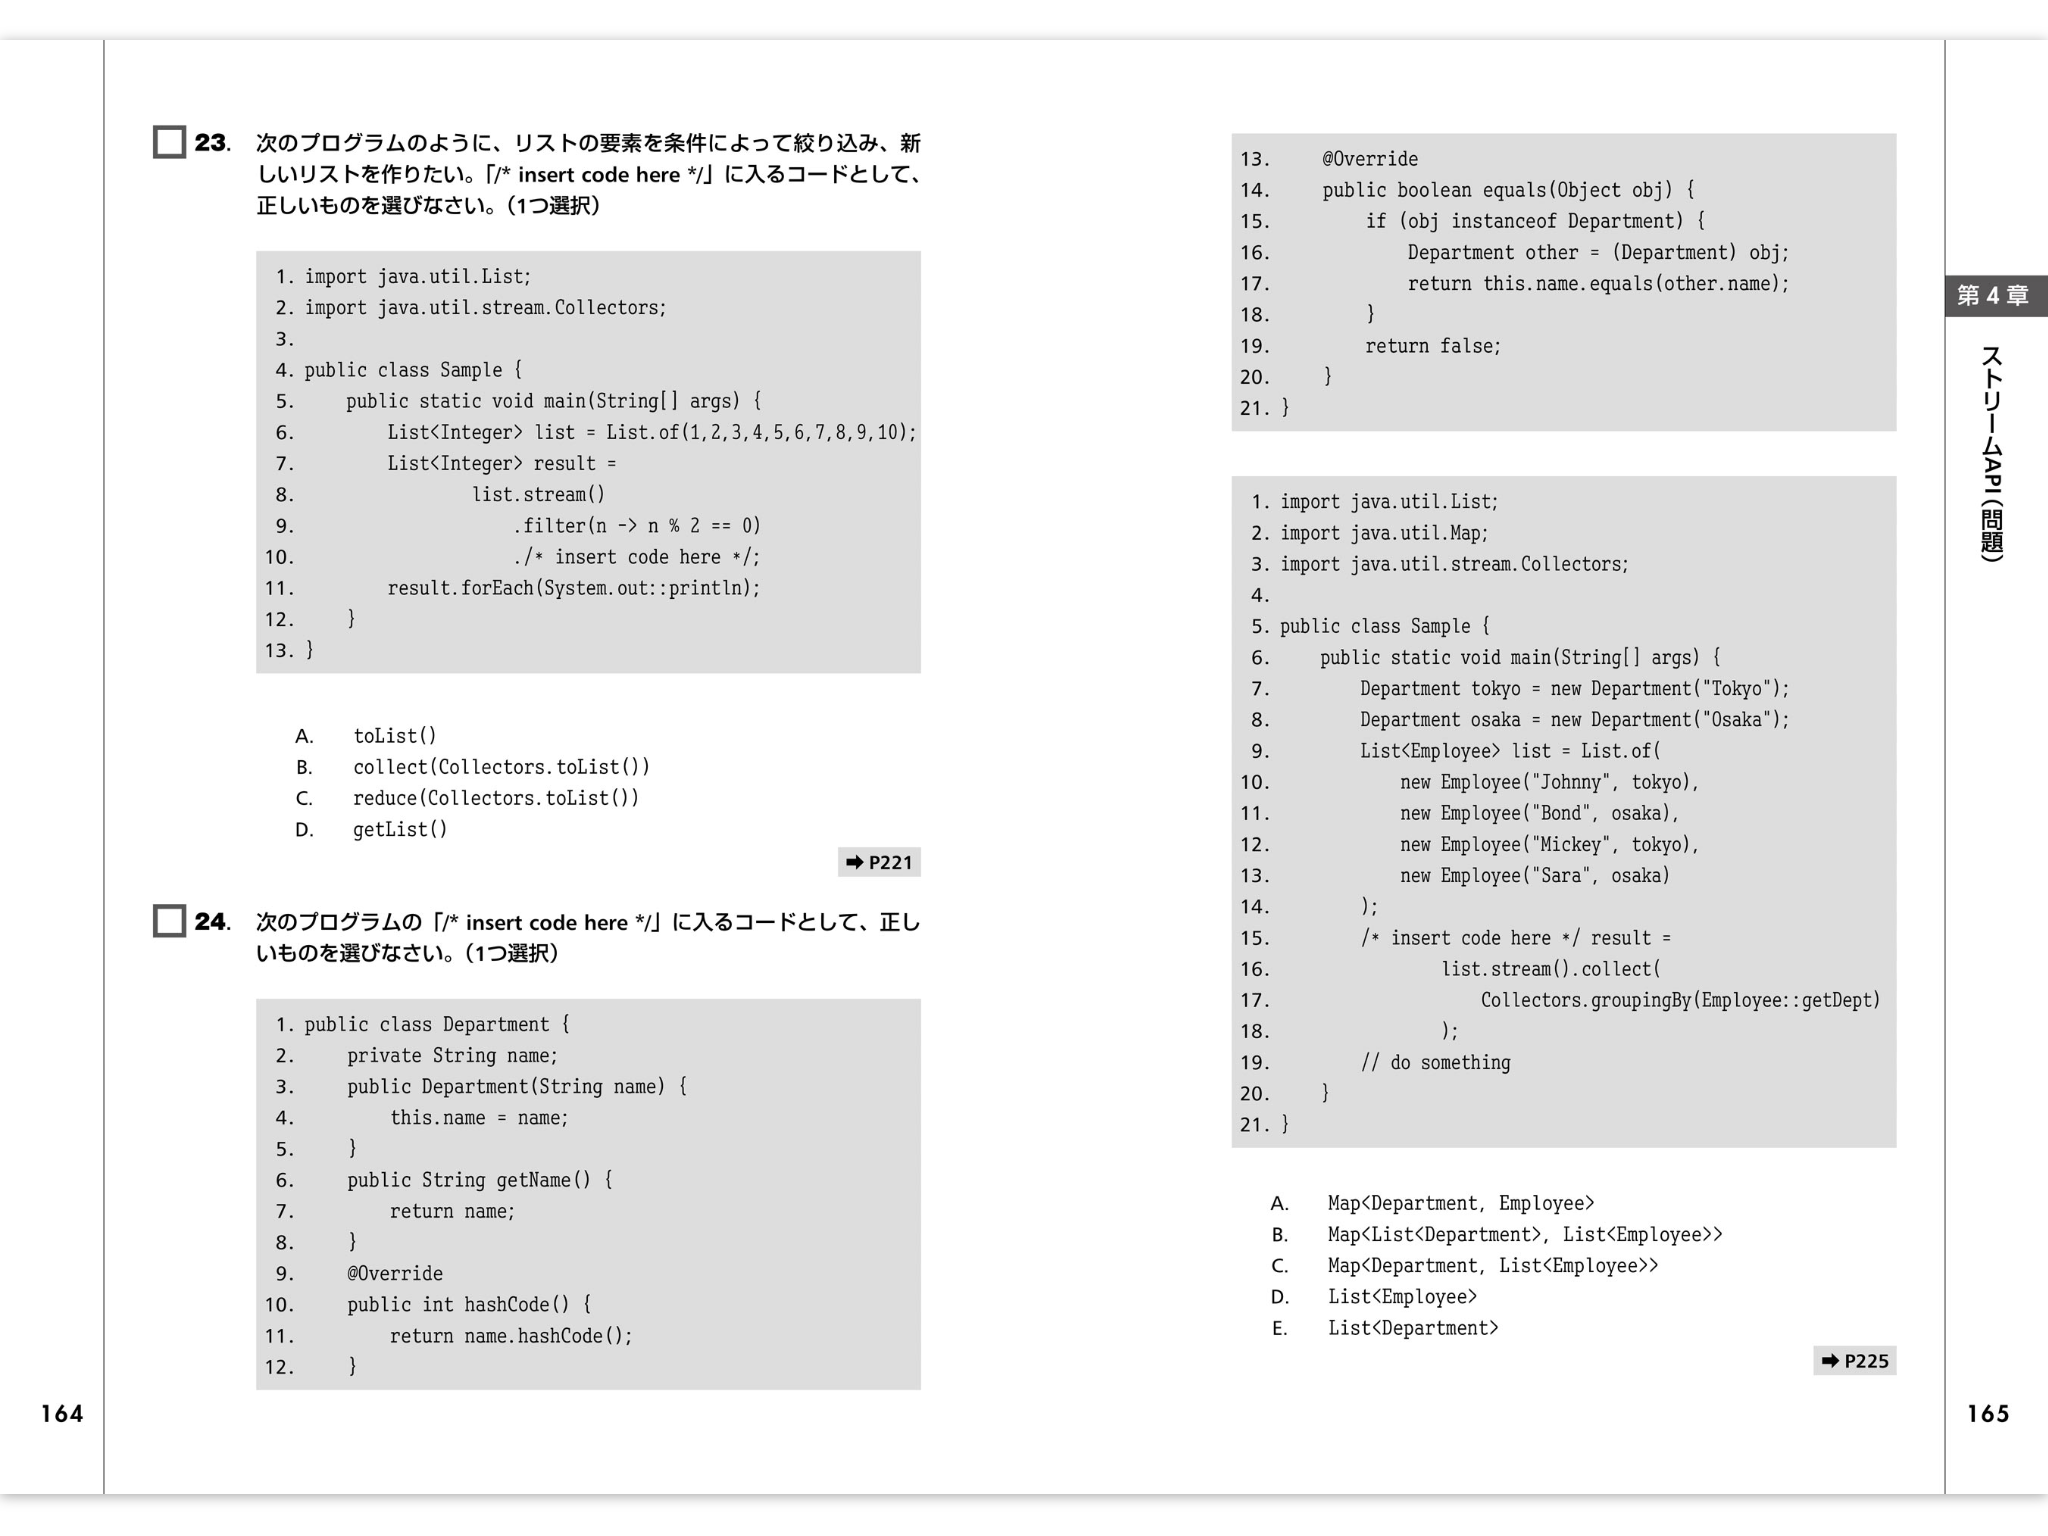 23. 次のプログラムのように、リストの要素を条件によって絞り込み、新
しいリストを作りたい。「/* insert code here */」に入るコードとして、
正しいものを選びなさい。（1つ選択）
1. import java.util.List;
2. import java.util.stream.Collectors;
3.
4. public class Sample {
5.     public static void main(String[] args) {
6.         List<Integer> list = List.of(1,2,3,4,5,6,7,8,9,10);
7.         List<Integer> result =
8.                 list.stream()
9.                     .filter(n -> n % 2 == 0)
10.                     ./* insert code here */;
11.         result.forEach(System.out::println);
12.     }
13. }
A. toList()
B. collect(Collectors.toList())
C. reduce(Collectors.toList())
D. getList()
➡ P221
24. 次のプログラムの「/* insert code here */」に入るコードとして、正し
いものを選びなさい。（1つ選択）
1. public class Department {
2.     private String name;
3.     public Department(String name) {
4.         this.name = name;
5.     }
6.     public String getName() {
7.         return name;
8.     }
9.     @Override
10.     public int hashCode() {
11.         return name.hashCode();
12.     }
164
13.     @Override
14.     public boolean equals(Object obj) {
15.         if (obj instanceof Department) {
16.             Department other = (Department) obj;
17.             return this.name.equals(other.name);
18.         }
19.         return false;
20.     }
21. }
1. import java.util.List;
2. import java.util.Map;
3. import java.util.stream.Collectors;
4.
5. public class Sample {
6.     public static void main(String[] args) {
7.         Department tokyo = new Department("Tokyo");
8.         Department osaka = new Department("Osaka");
9.         List<Employee> list = List.of(
10.             new Employee("Johnny", tokyo),
11.             new Employee("Bond", osaka),
12.             new Employee("Mickey", tokyo),
13.             new Employee("Sara", osaka)
14.         );
15.         /* insert code here */ result =
16.                 list.stream().collect(
17.                     Collectors.groupingBy(Employee::getDept)
18.                 );
19.         // do something
20.     }
21. }
A. Map<Department, Employee>
B. Map<List<Department>, List<Employee>>
C. Map<Department, List<Employee>>
D. List<Employee>
E. List<Department>
➡ P225
第4章
ストリームAPI（問題）
165